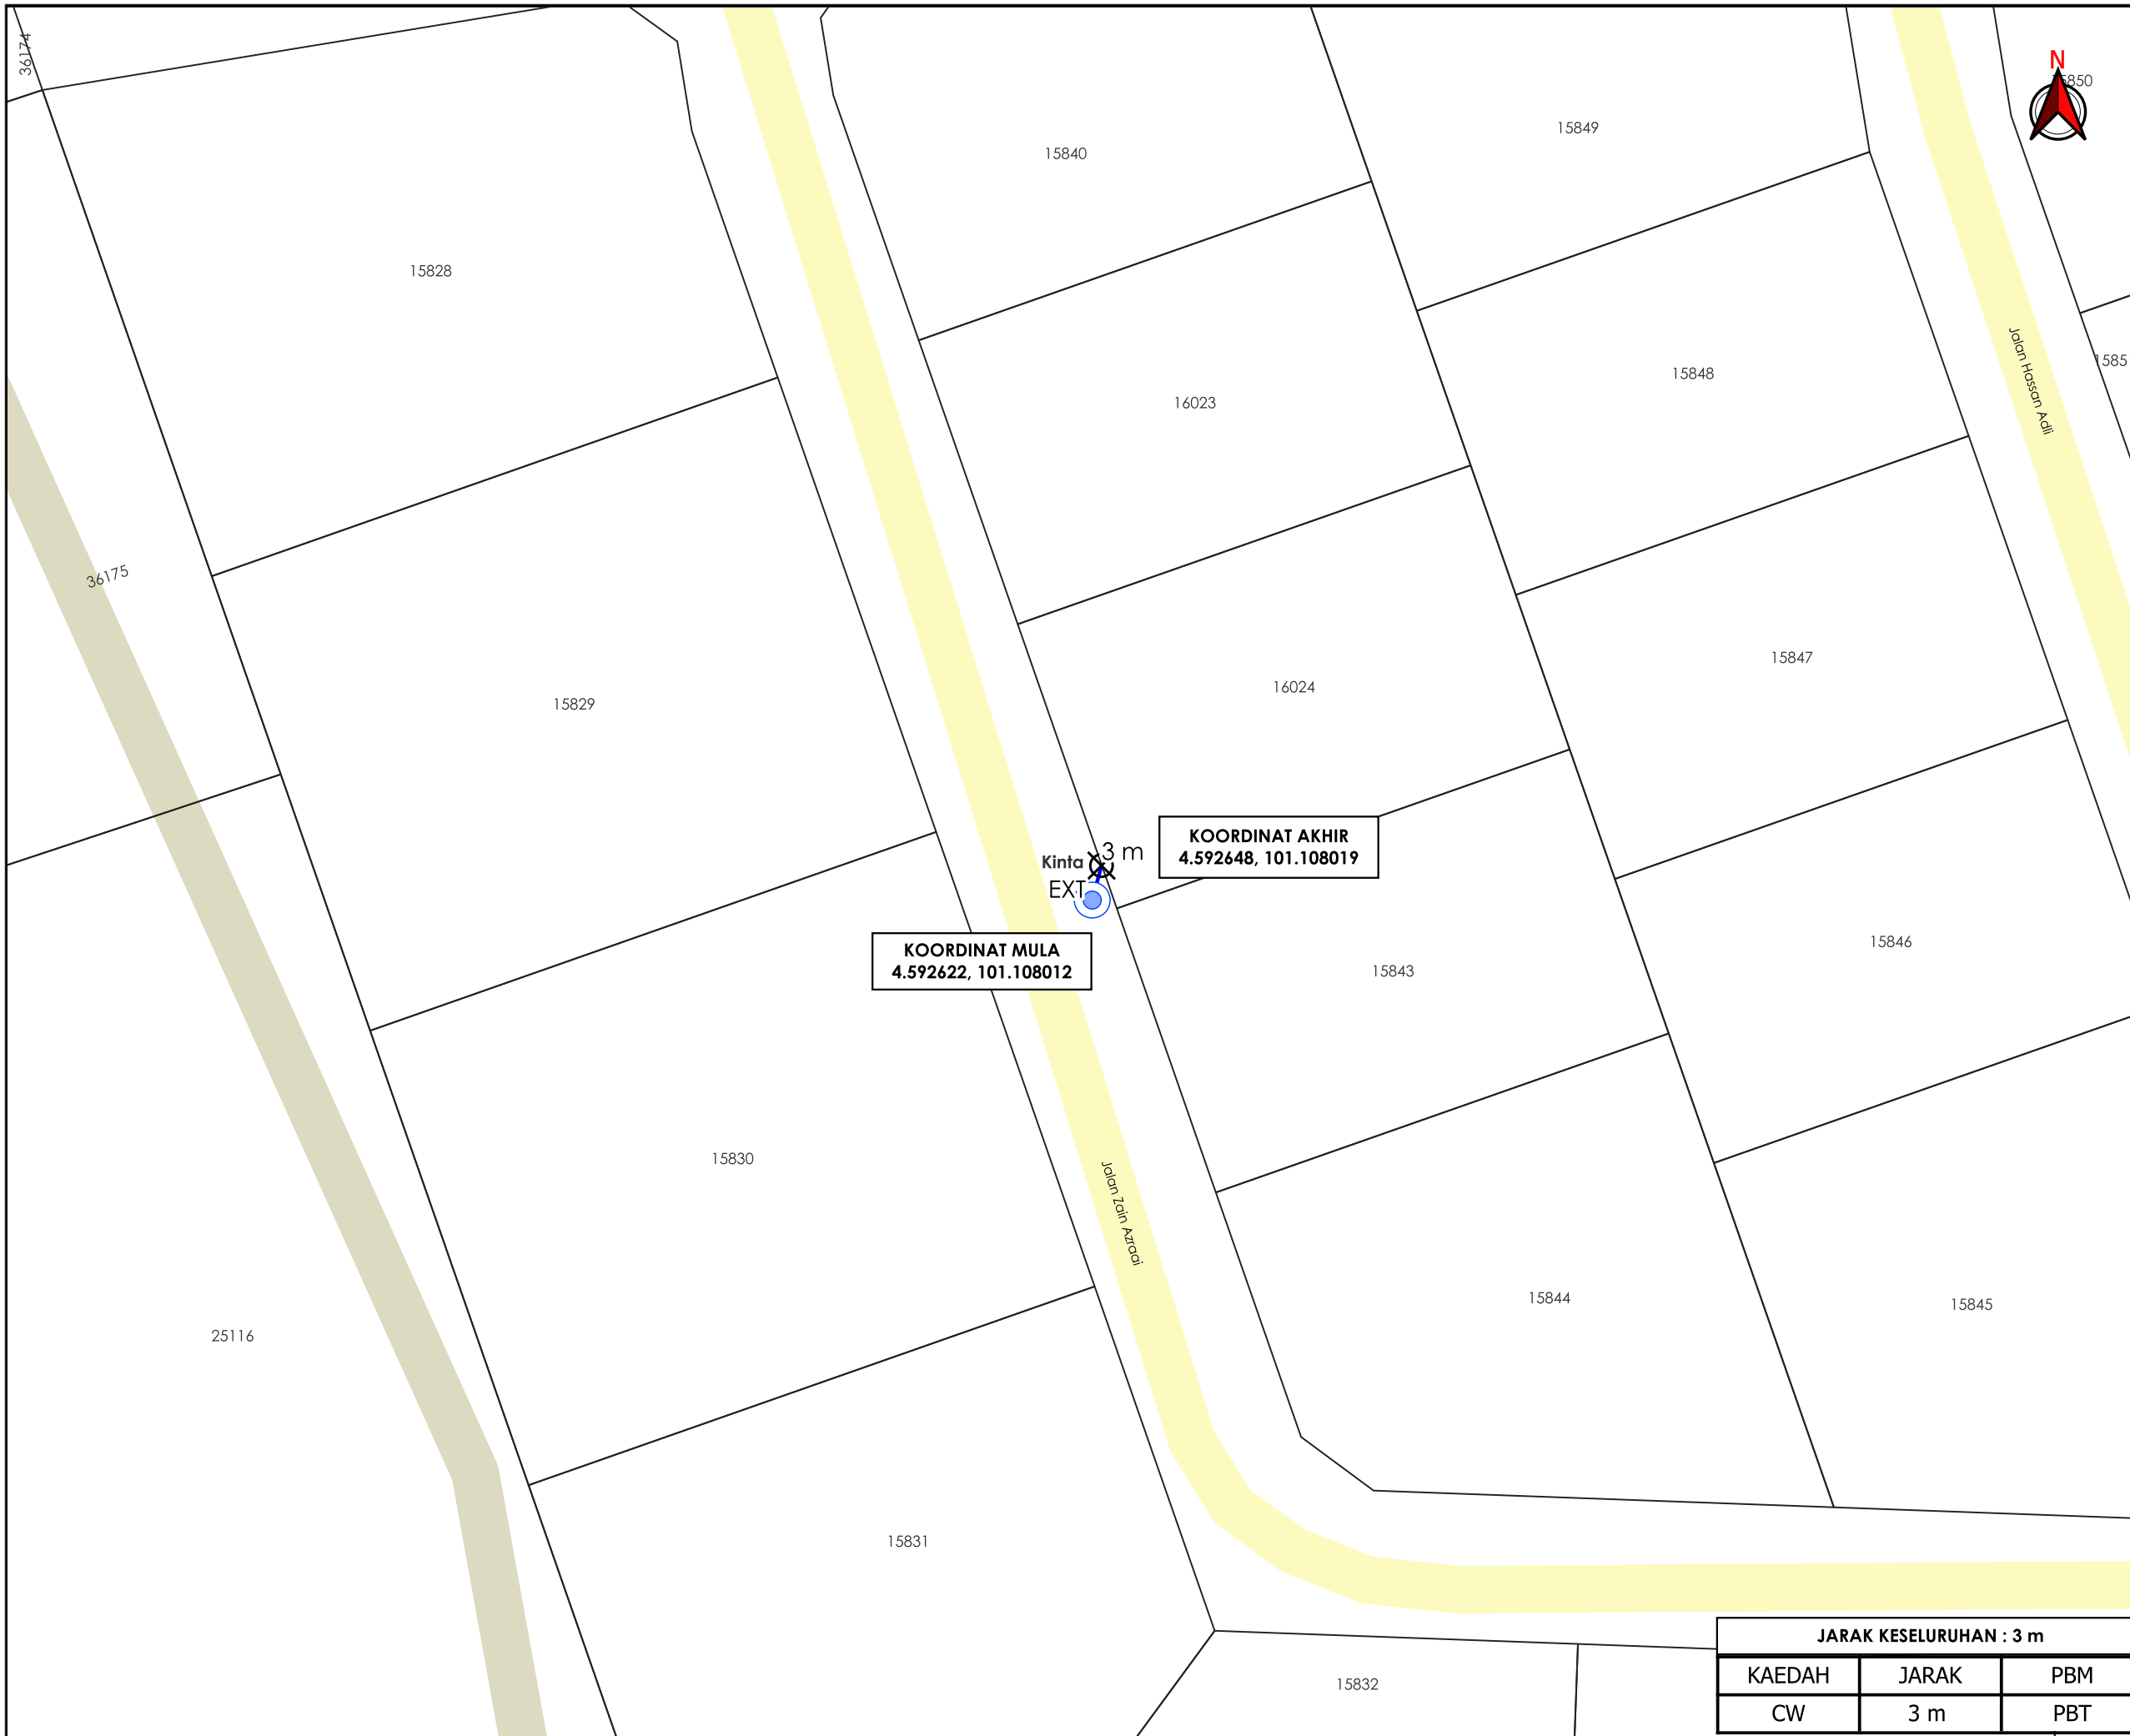 36174
N
15850
15849
15840
15828
Jalan Hassan Adli
1585
15848
16023
36175
15847
16024
15829
KOORDINAT AKHIR
4.592648, 101.108019
3 m
Kinta
EXT
KOORDINAT MULA
4.592622, 101.108012
15846
15843
15830
Jalan Zain Azraai
15844
15845
25116
15831
15832
JARAK KESELURUHAN : 3 m
KAEDAH JARAK PBM
CW 3 m PBT